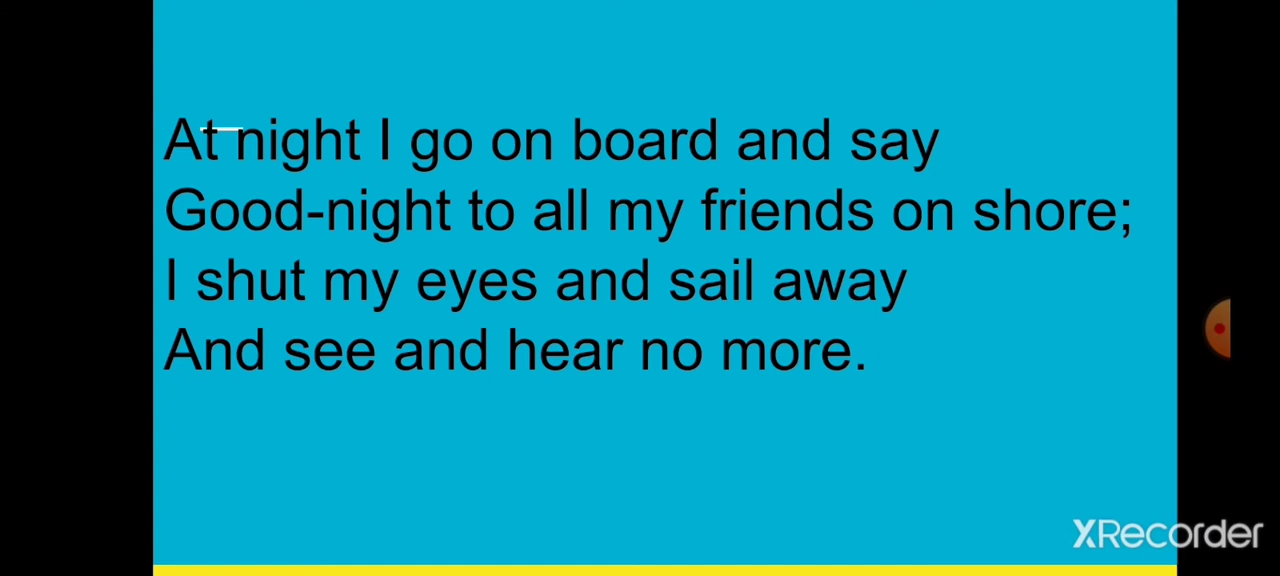 At night I go on board and say
Good-night to all my friends on shore;
I shut my eyes and sail away
And see and hear no more.
XRecorder